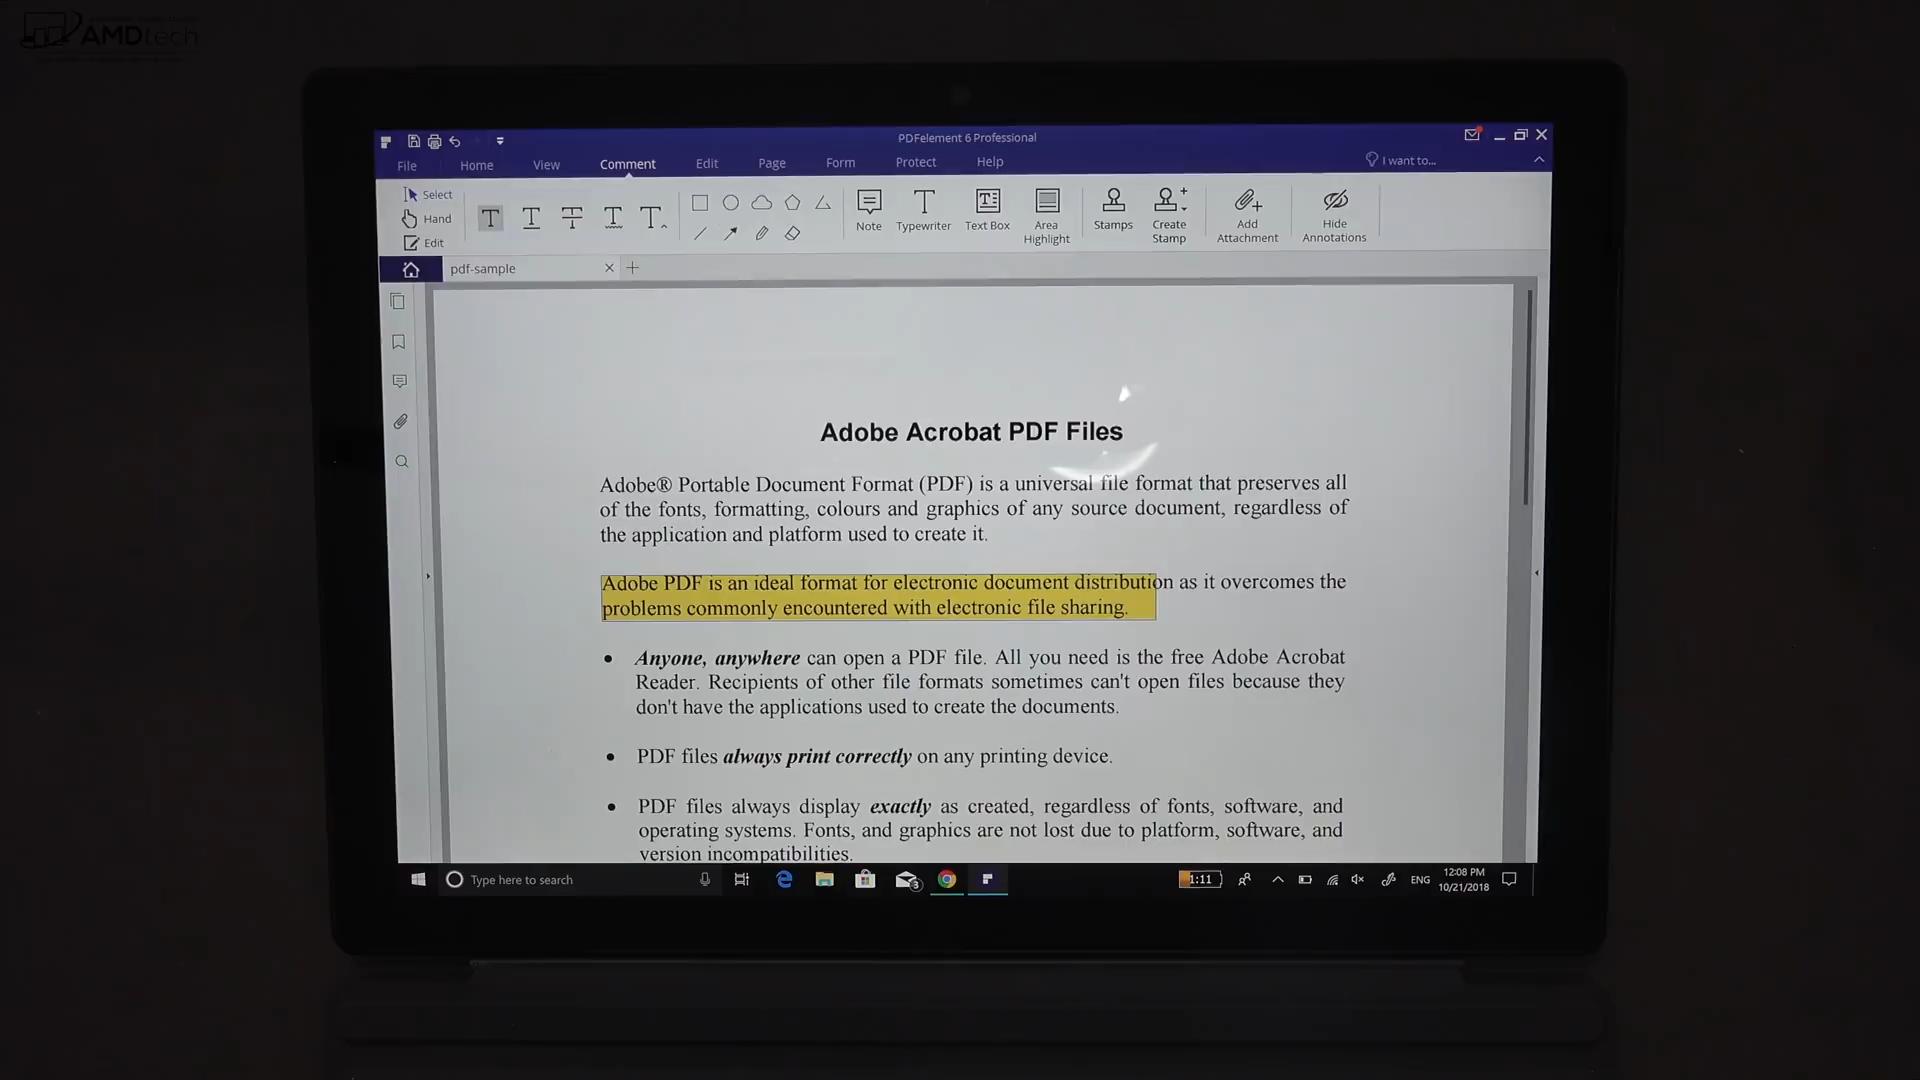 AMDtech
PDFelement 6 Professional
File Home View Comment Edit Page Form Protect Help I want to...
Select
Hand
Edit
Note Typewriter Text Box Area Highlight Stamps Create Stamp Add Attachment Hide Annotations
pdf-sample
Adobe Acrobat PDF Files
Adobe® Portable Document Format (PDF) is a universal file format that preserves all
of the fonts, formatting, colours and graphics of any source document, regardless of
the application and platform used to create it.
Adobe PDF is an ideal format for electronic document distribution as it overcomes the
problems commonly encountered with electronic file sharing.
• Anyone, anywhere can open a PDF file. All you need is the free Adobe Acrobat
Reader. Recipients of other file formats sometimes can't open files because they
don't have the applications used to create the documents.
• PDF files always print correctly on any printing device.
• PDF files always display exactly as created, regardless of fonts, software, and
operating systems. Fonts, and graphics are not lost due to platform, software, and
version incompatibilities.
Type here to search 3 1:11 ENG 12:08 PM
10/21/2018